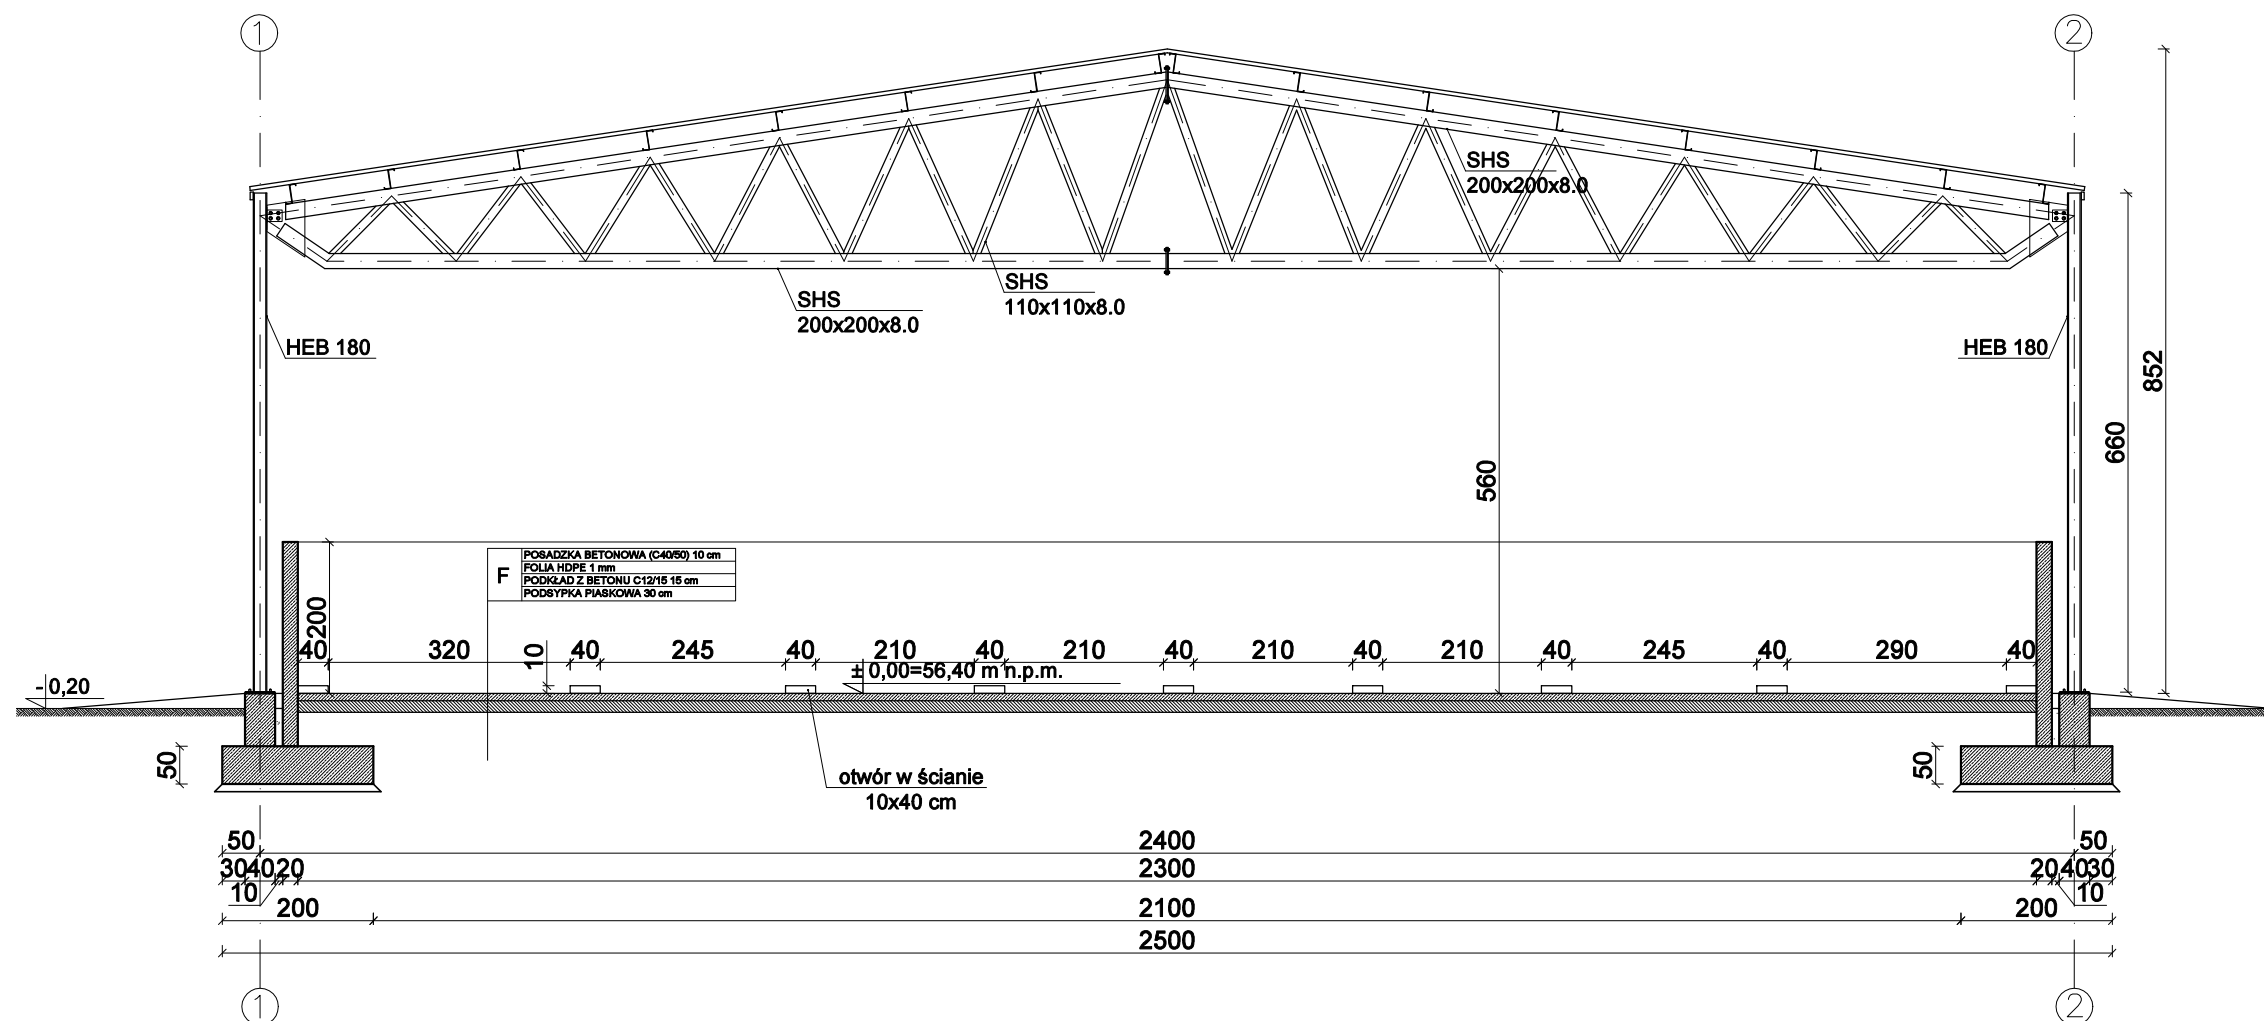 1
2
SHS
200x200x8.0
SHS
110x110x8.0
SHS
200x200x8.0
HEB 180
HEB 180
852
660
560
F
POSADZKA BETONOWA (C40/50) 10 cm
FOLIA HDPE 1 mm
PODKŁAD Z BETONU C12/15 15 cm
PODSYPKA PIASKOWA 30 cm
200
40 320 40 245 40 210 40 210 40 210 40 210 40 245 40 290 40
10
± 0,00=56,40 m n.p.m.
- 0,20
50
50
otwór w ścianie
10x40 cm
50 2400 50
30 40 20 2300 20 40 30
10 10
200 2100 200
2500
1
2